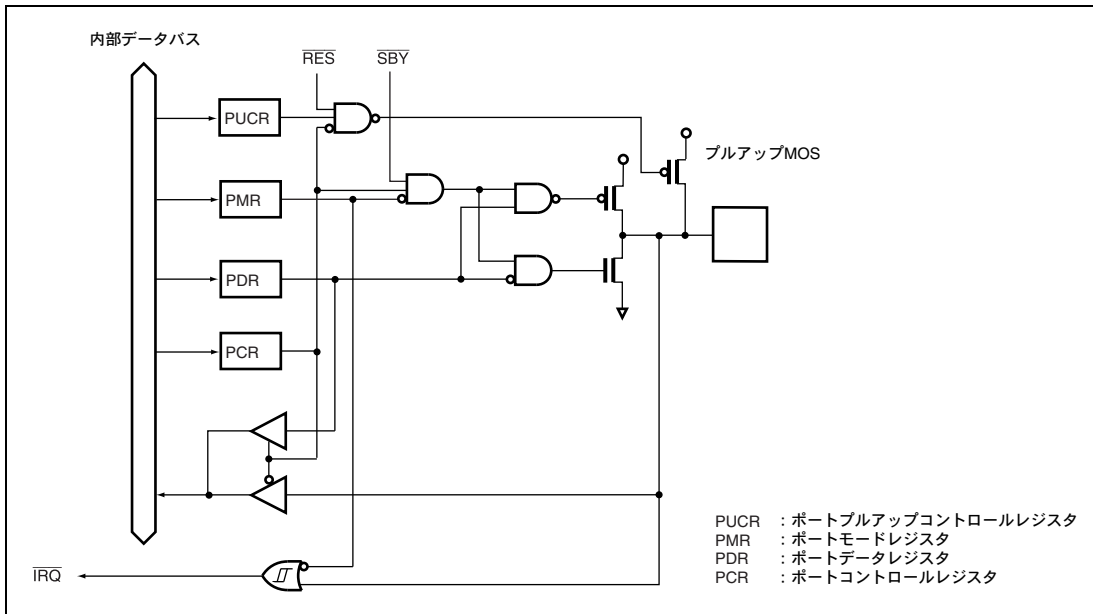 内部データバス
RES
SBY
PUCR
プルアップMOS
PMR
PDR
PCR
IRQ
PUCR ：ポートプルアップコントロールレジスタ
PMR ：ポートモードレジスタ
PDR ：ポートデータレジスタ
PCR ：ポートコントロールレジスタ